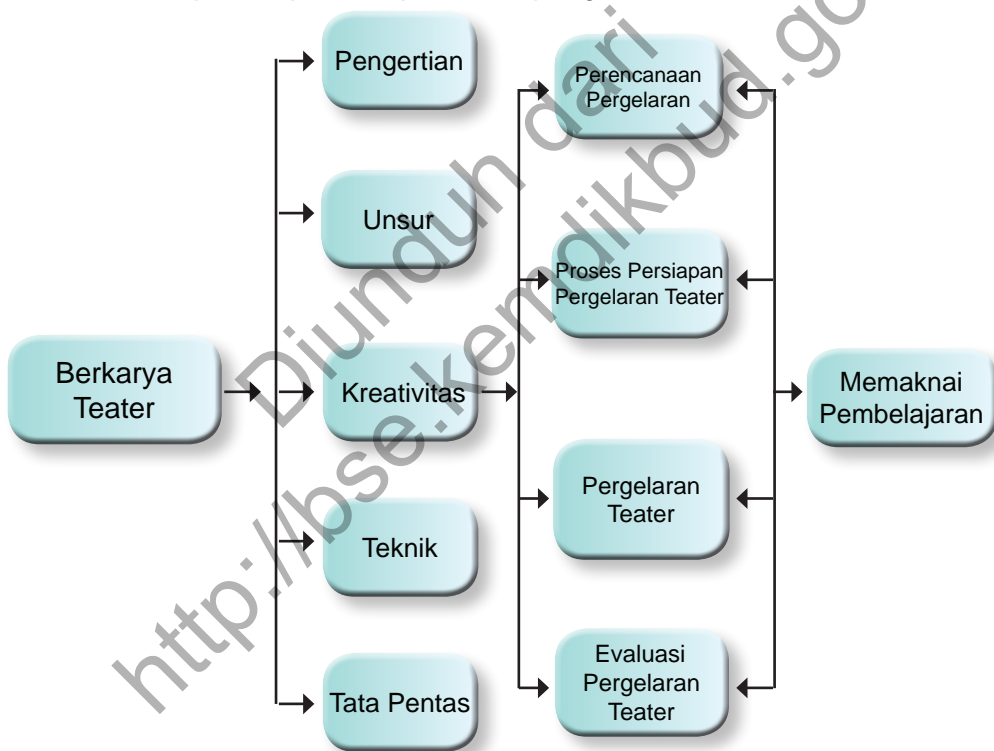 Berkarya
Teater
Pengertian
Unsur
Kreativitas
Teknik
Tata Pentas
Perencanaan
Pergelaran
Proses Persiapan
Pergelaran Teater
Pergelaran
Teater
Evaluasi
Pergelaran
Teater
Memaknai
Pembelajaran
Diunduh dari
http://bse.kemdikbud.go